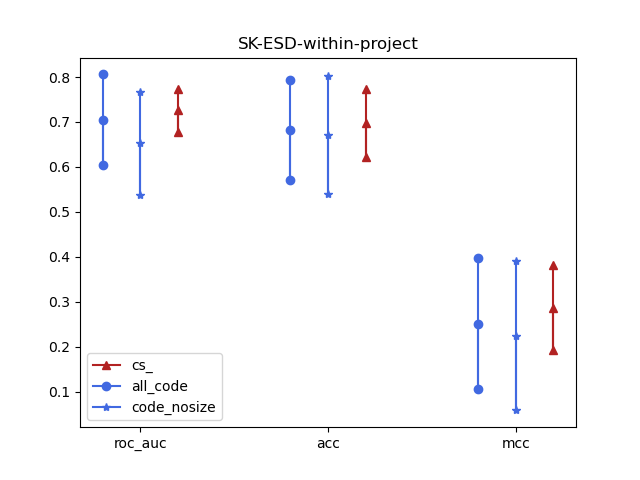 SK-ESD-within-project
0.8
0.7
0.6
0.5
0.4
0.3
0.2
0.1
cs_
all_code
code_nosize
roc_auc acc mcc